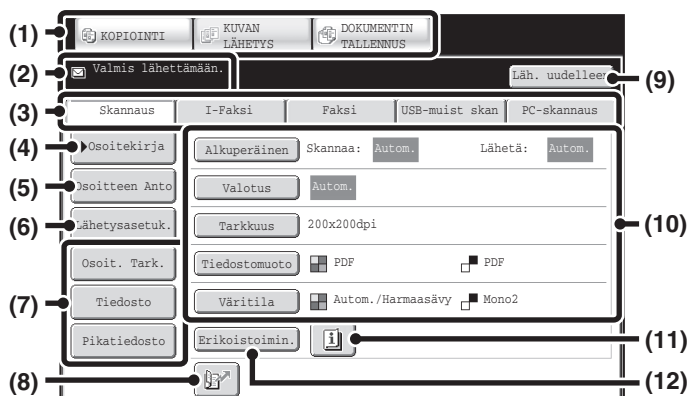 (1)
KOPIOINTI
KUVAN
LÄHETYS
DOKUMENTIN
TALLENNUS
(2)
Valmis lähettämään.
Läh. uudelleen
(9)
(3)
Skannaus
I-Faksi
Faksi
USB-muist skan
PC-skannaus
(4)
Osoitekirja
Alkuperäinen
Skannaa:
Autom.
Lähetä:
Autom.
(5)
Osoitteen Anto
Valotus
Autom.
(6)
Lähetysasetuk.
Tarkkuus
200x200dpi
(10)
Osoit. Tark.
Tiedostomuoto
PDF
PDF
(7)
Tiedosto
Väritila
Autom./Harmaasävy
Mono2
Pikatiedosto
Erikoistoimin.
(11)
(8)
(12)